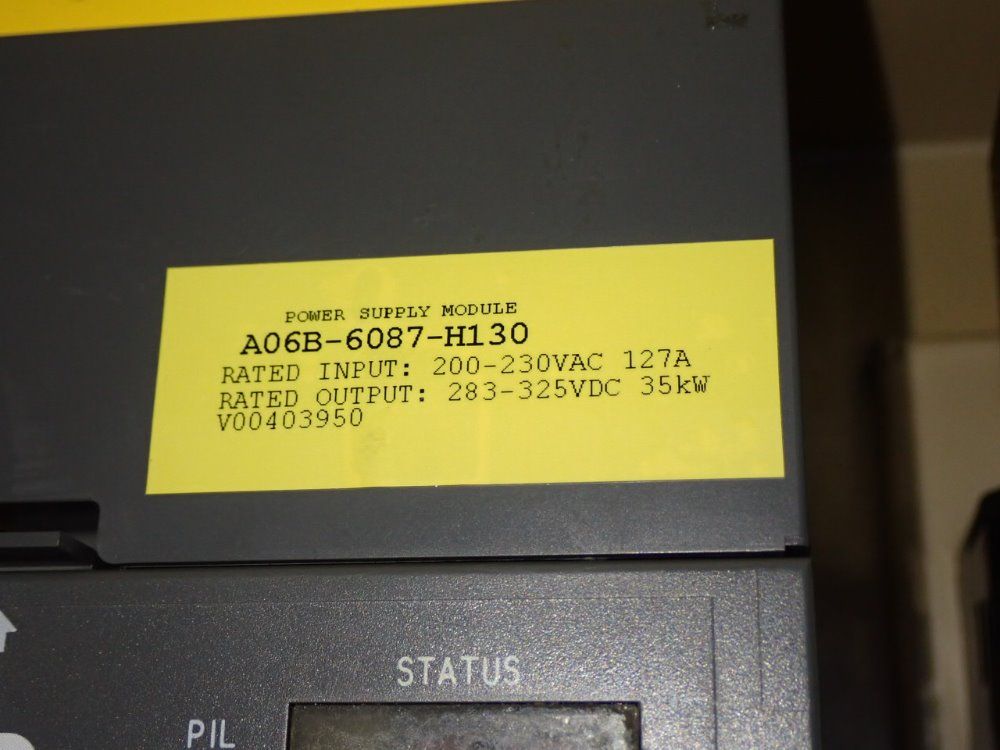 POWER SUPPLY MODULE
A06B-6087-H130
RATED INPUT: 200-230VAC 127A
RATED OUTPUT: 283-325VDC 35kW
V00403950
STATUS
PIL